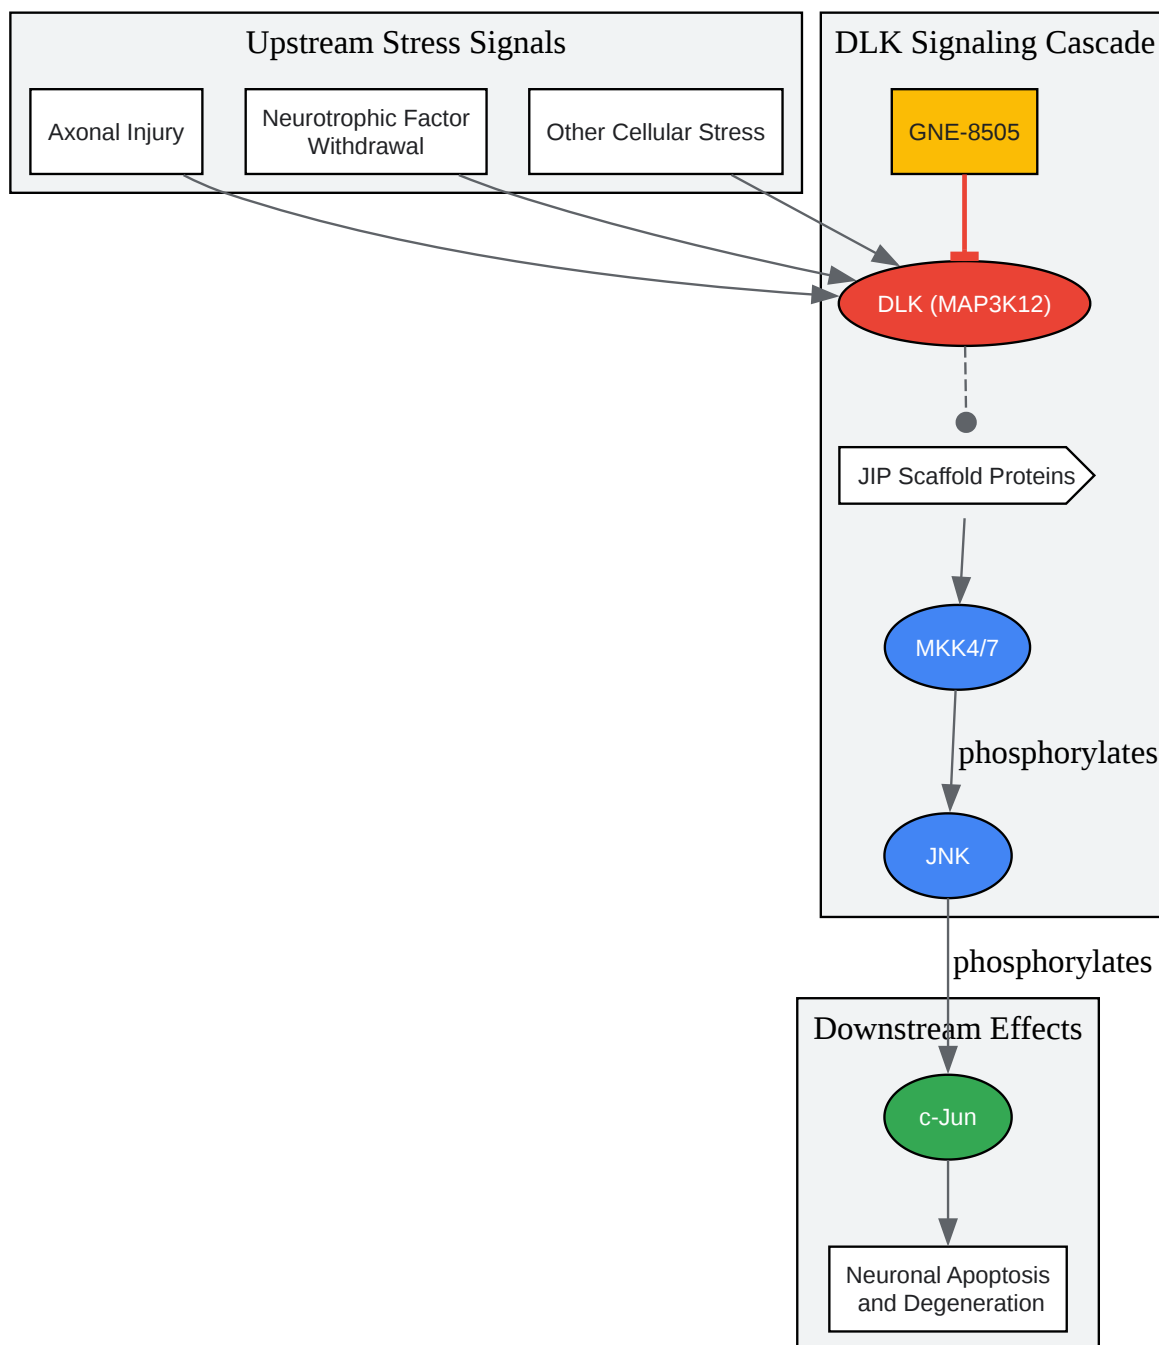 Upstream Stress Signals
Axonal Injury
Neurotrophic Factor
Withdrawal
Other Cellular Stress
DLK Signaling Cascade
GNE-8505
DLK (MAP3K12)
JIP Scaffold Proteins
MKK4/7
phosphorylates
JNK
phosphorylates
Downstream Effects
c-Jun
Neuronal Apoptosis
and Degeneration